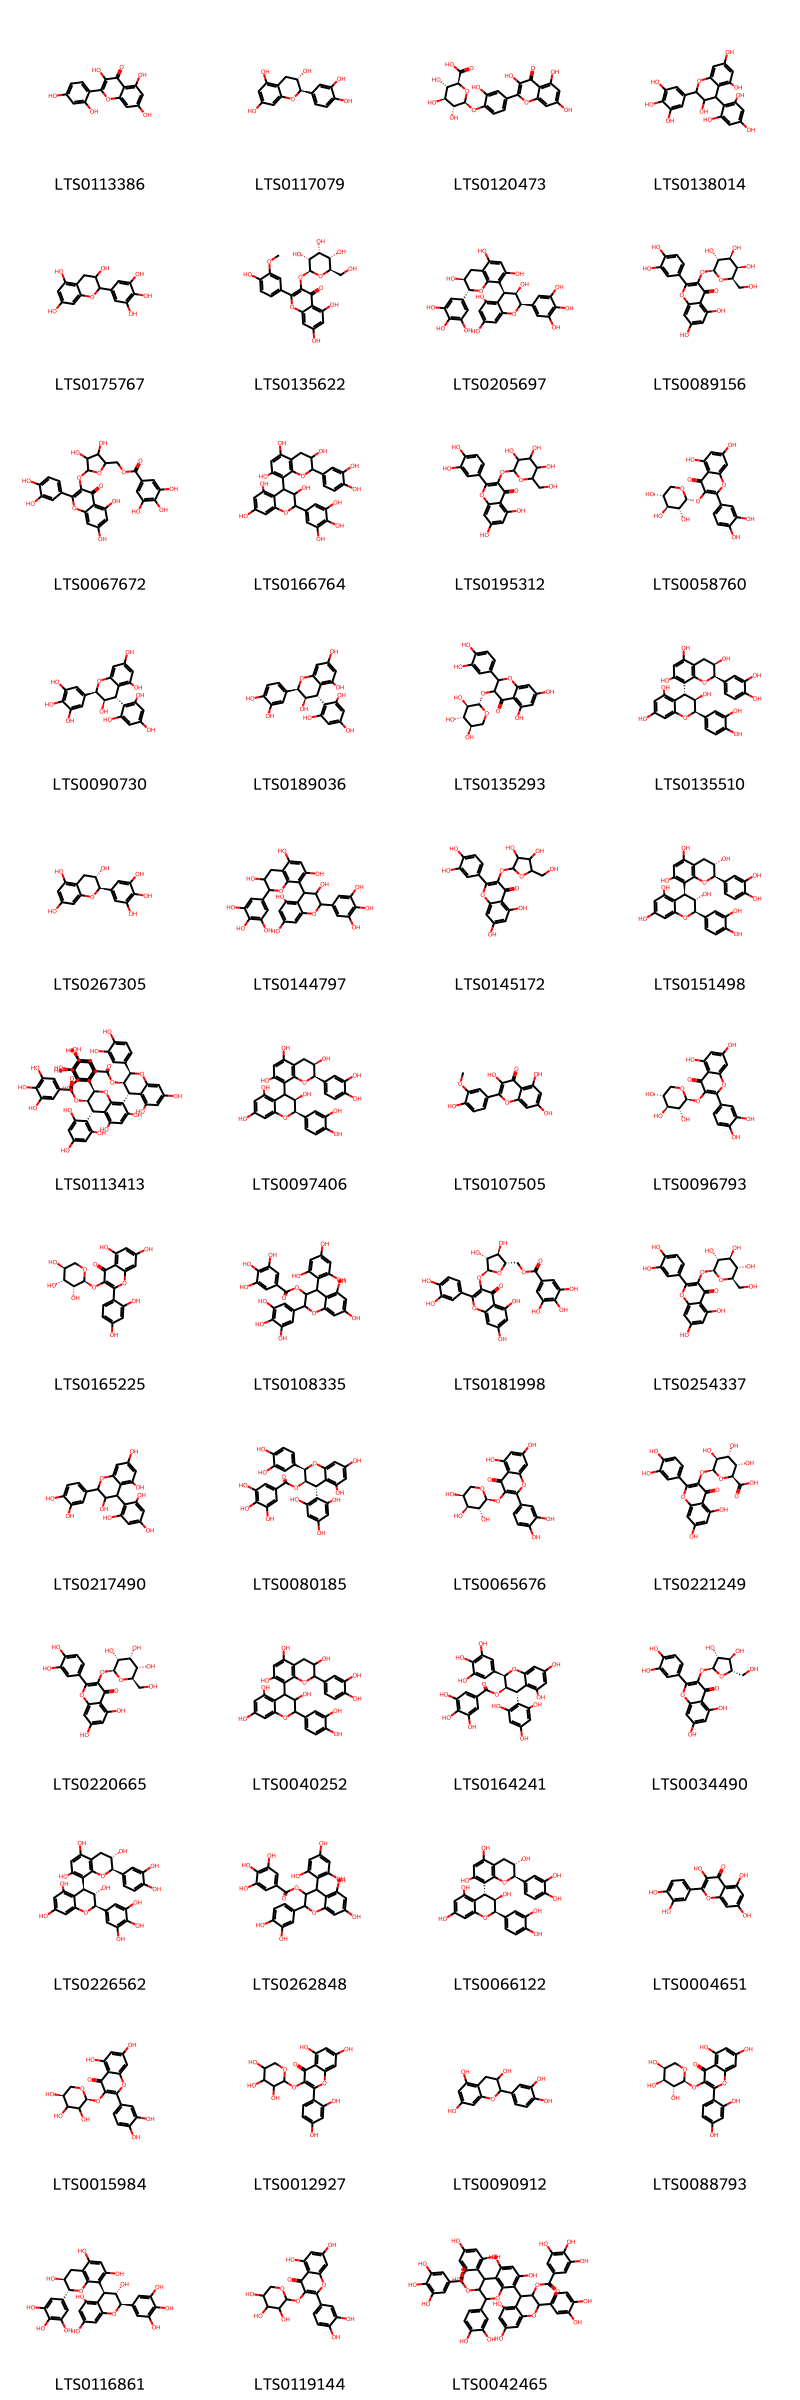 LTS0113386 LTS0117079 LTS0120473 LTS0138014
LTS0175767 LTS0135622 LTS0205697 LTS0089156
LTS0067672 LTS0166764 LTS0195312 LTS0058760
LTS0090730 LTS0189036 LTS0135293 LTS0135510
LTS0267305 LTS0144797 LTS0145172 LTS0151498
LTS0113413 LTS0097406 LTS0107505 LTS0096793
LTS0165225 LTS0108335 LTS0181998 LTS0254337
LTS0217490 LTS0080185 LTS0065676 LTS0221249
LTS0220665 LTS0040252 LTS0164241 LTS0034490
LTS0226562 LTS0262848 LTS0066122 LTS0004651
LTS0015984 LTS0012927 LTS0090912 LTS0088793
LTS0116861 LTS0119144 LTS0042465